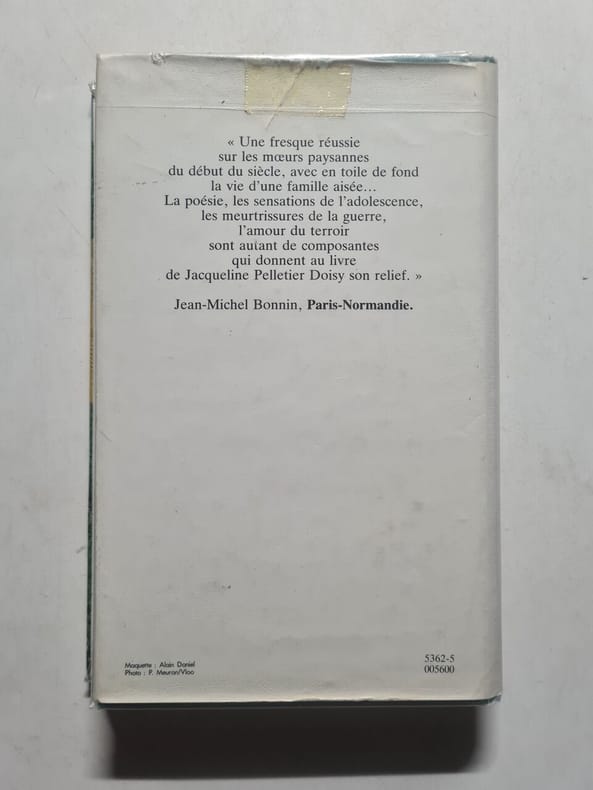 « Une fresque réussie
sur les mœurs paysannes
du début du siècle, avec en toile de fond
la vie d'une famille aisée...
La poésie, les sensations de l'adolescence,
les meurtrissures de la guerre,
l'amour du terroir
sont autant de composantes
qui donnent au livre
de Jacqueline Pelletier Doisy son relief. »
Jean-Michel Bonnin, Paris-Normandie.
Maquette : Alain Daniel
Photo : P. Meuron/Vloo
5362-5
005600